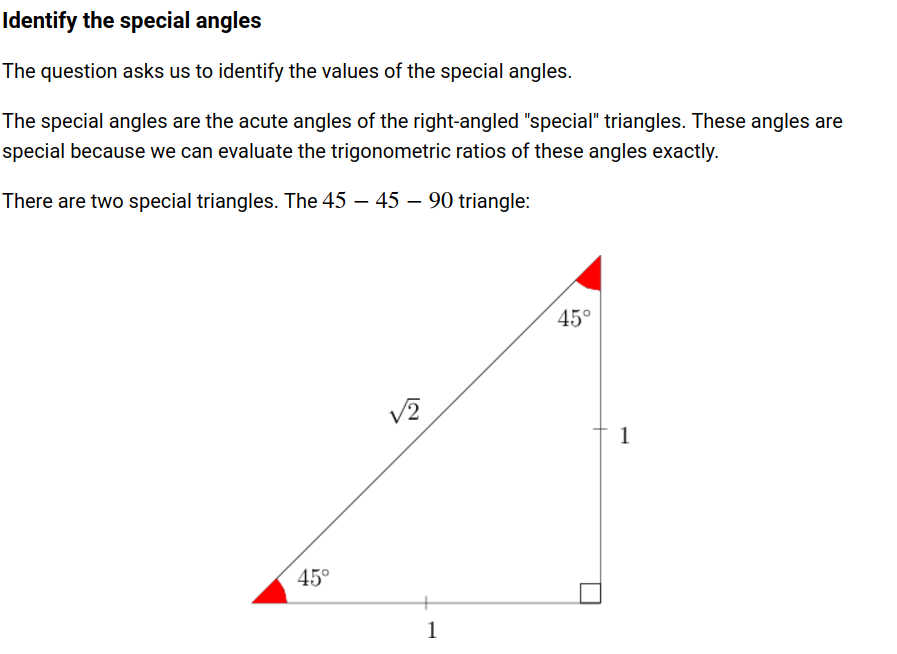 Identify the special angles
The question asks us to identify the values of the special angles.
The special angles are the acute angles of the right-angled "special" triangles. These angles are
special because we can evaluate the trigonometric ratios of these angles exactly.
There are two special triangles. The 45 − 45 − 90 triangle:
45°
√2
1
45°
1